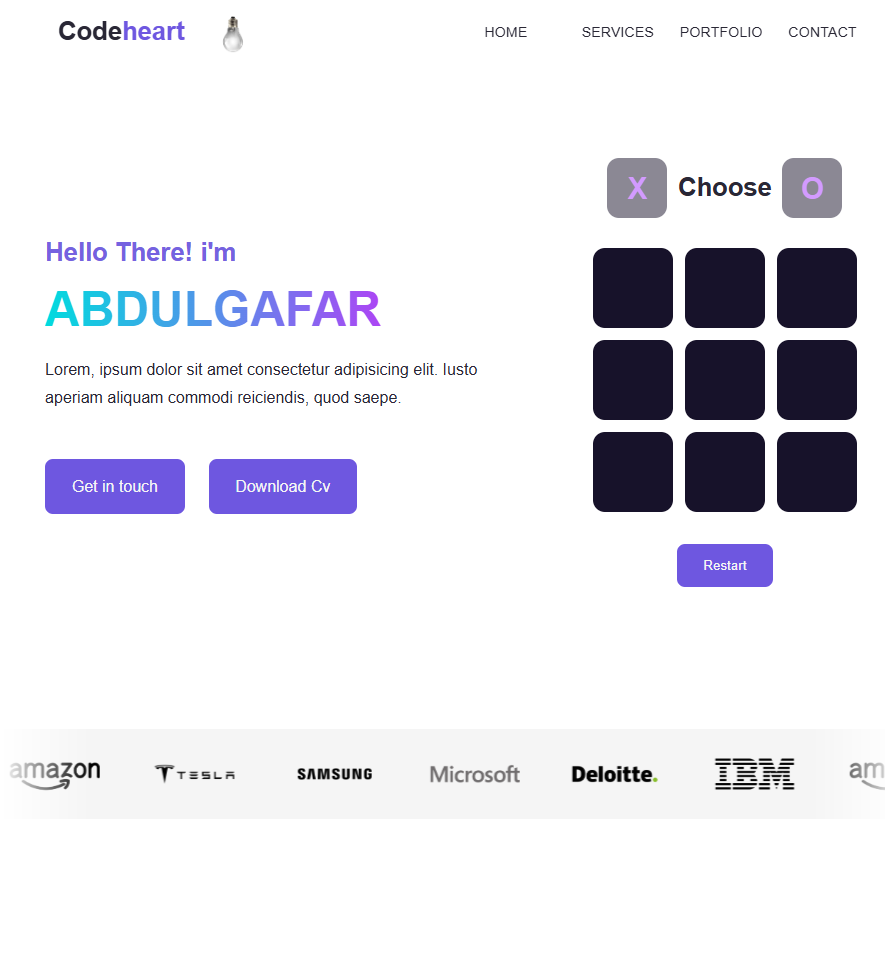 Codeheart
HOME SERVICES PORTFOLIO CONTACT
Hello There! i'm
ABDULGAFAR
Lorem, ipsum dolor sit amet consectetur adipisicing elit. Iusto
aperiam aliquam commodi reiciendis, quod saepe.
Get in touch
Download Cv
X Choose O
Restart
amazon TESLA SAMSUNG Microsoft Deloitte. IBM am